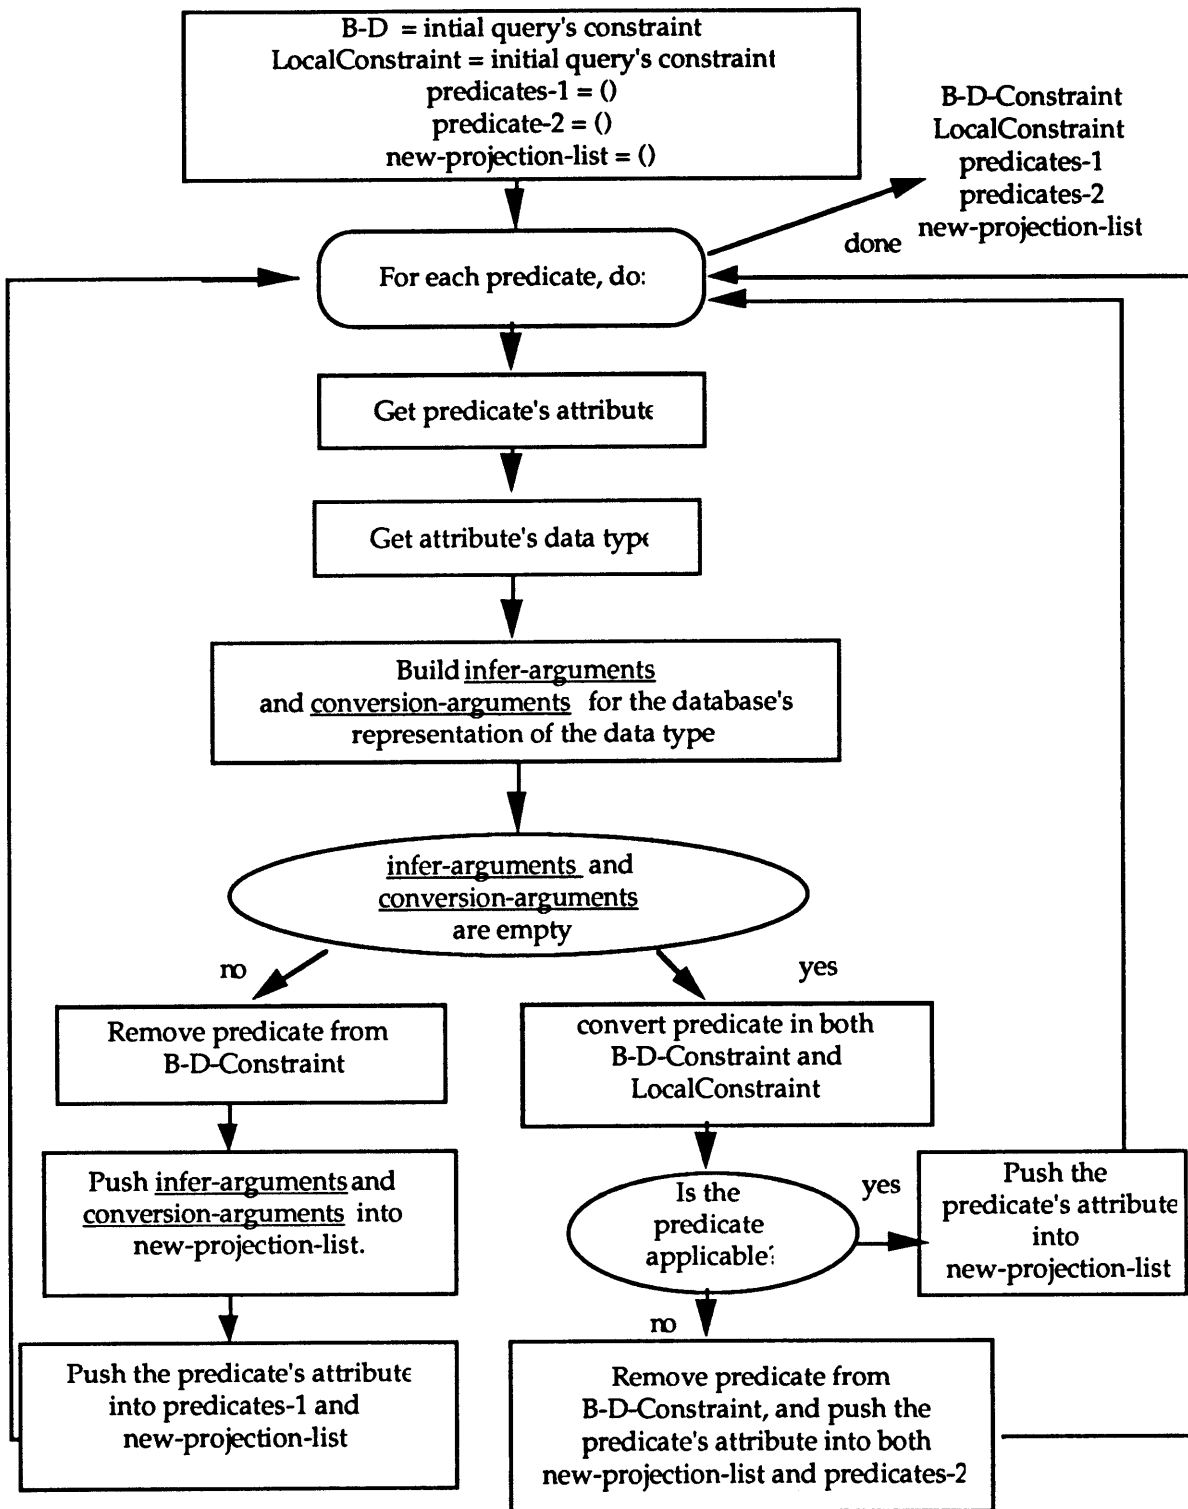 B-D = intial query's constraint
LocalConstraint = initial query's constraint
predicates-1 = ()
predicate-2 = ()
new-projection-list = ()
B-D-Constraint
LocalConstraint
predicates-1
predicates-2
new-projection-list
done
For each predicate, do:
Get predicate's attribute
Get attribute's data type
Build infer-arguments
and conversion-arguments for the database's
representation of the data type
infer-arguments and
conversion-arguments
are empty
no
yes
Remove predicate from
B-D-Constraint
convert predicate in both
B-D-Constraint and
LocalConstraint
Push infer-arguments and
conversion-arguments into
new-projection-list.
Is the
predicate
applicable?
yes
Push the
predicate's attribute
into
new-projection-list
no
Push the predicate's attribute
into predicates-1 and
new-projection-list
Remove predicate from
B-D-Constraint, and push the
predicate's attribute into both
new-projection-list and predicates-2